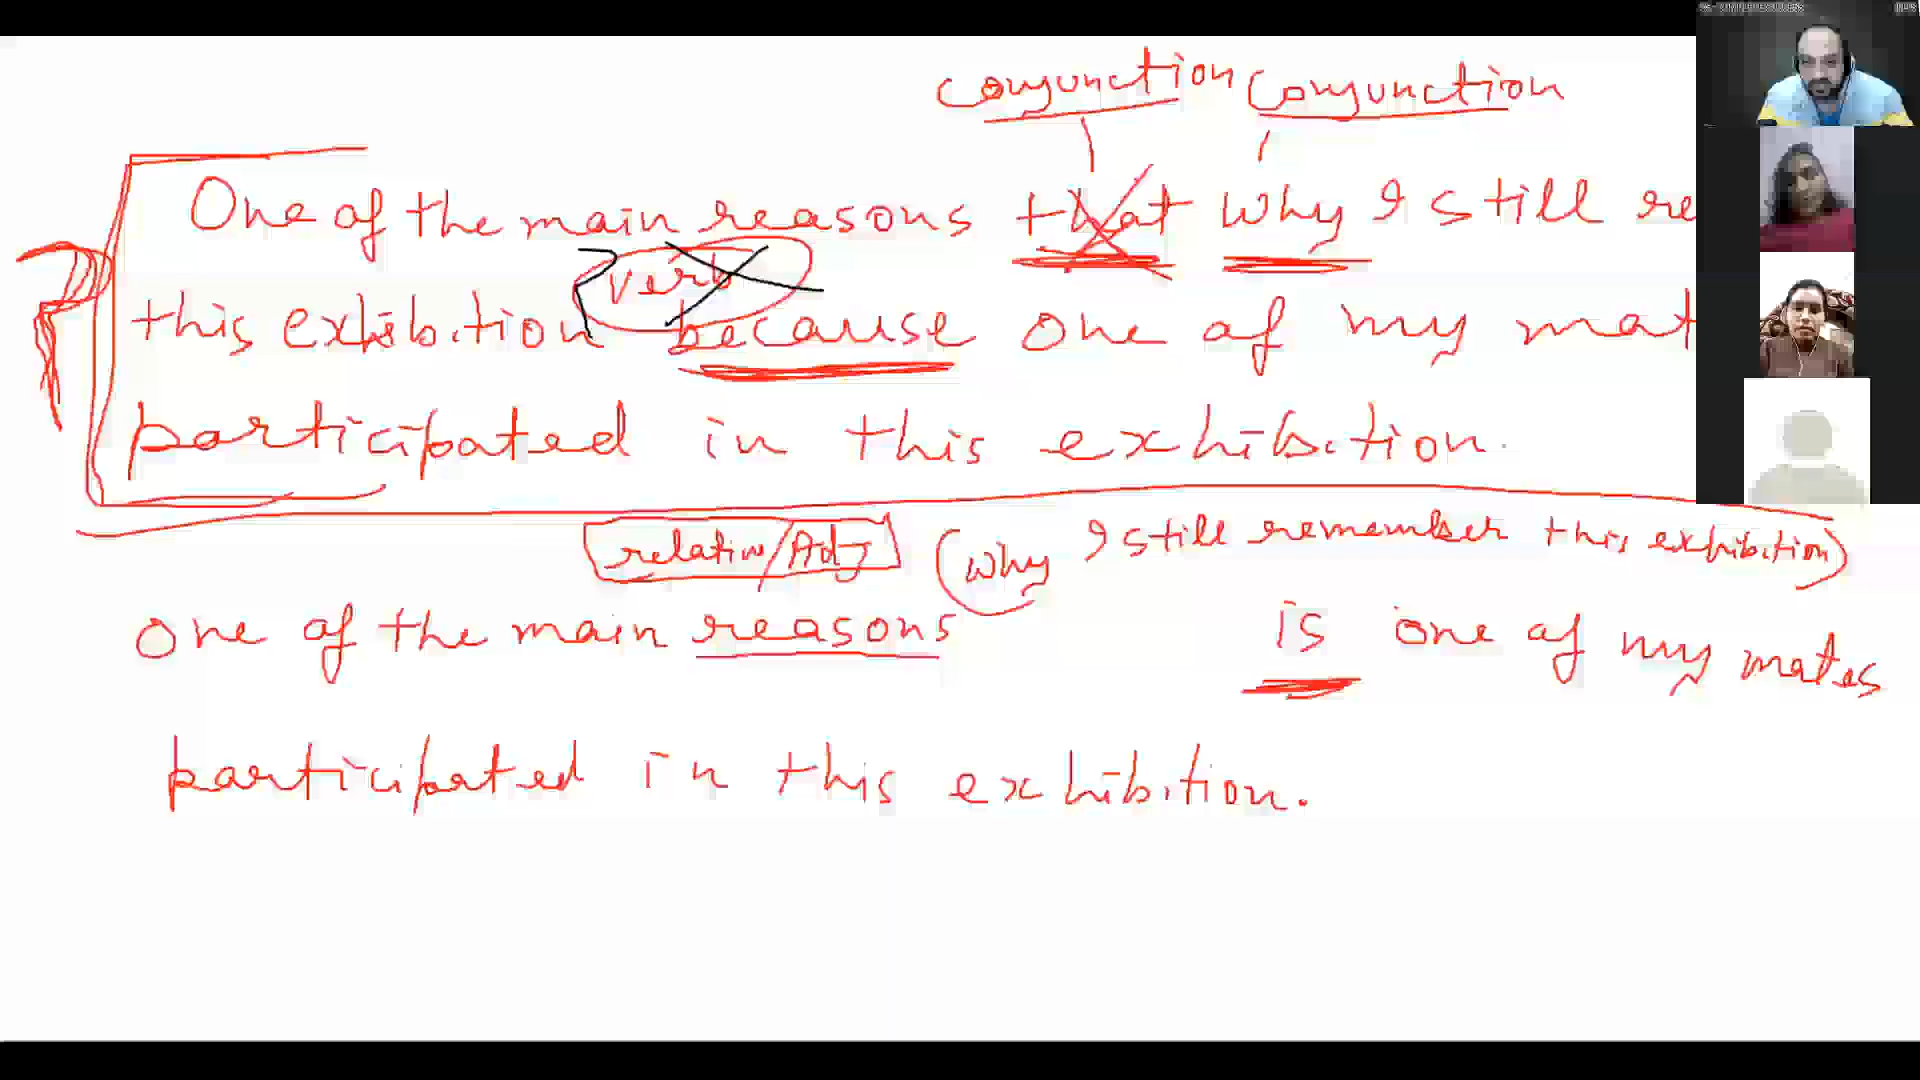 conjunction conjunction
One of the main reasons that why I still re
verb
this exhibition because one of my mat
participated in this exhibition.
relative/Adj (why I still remember this exhibition)
one of the main reasons is one of my mates
participated in this exhibition.